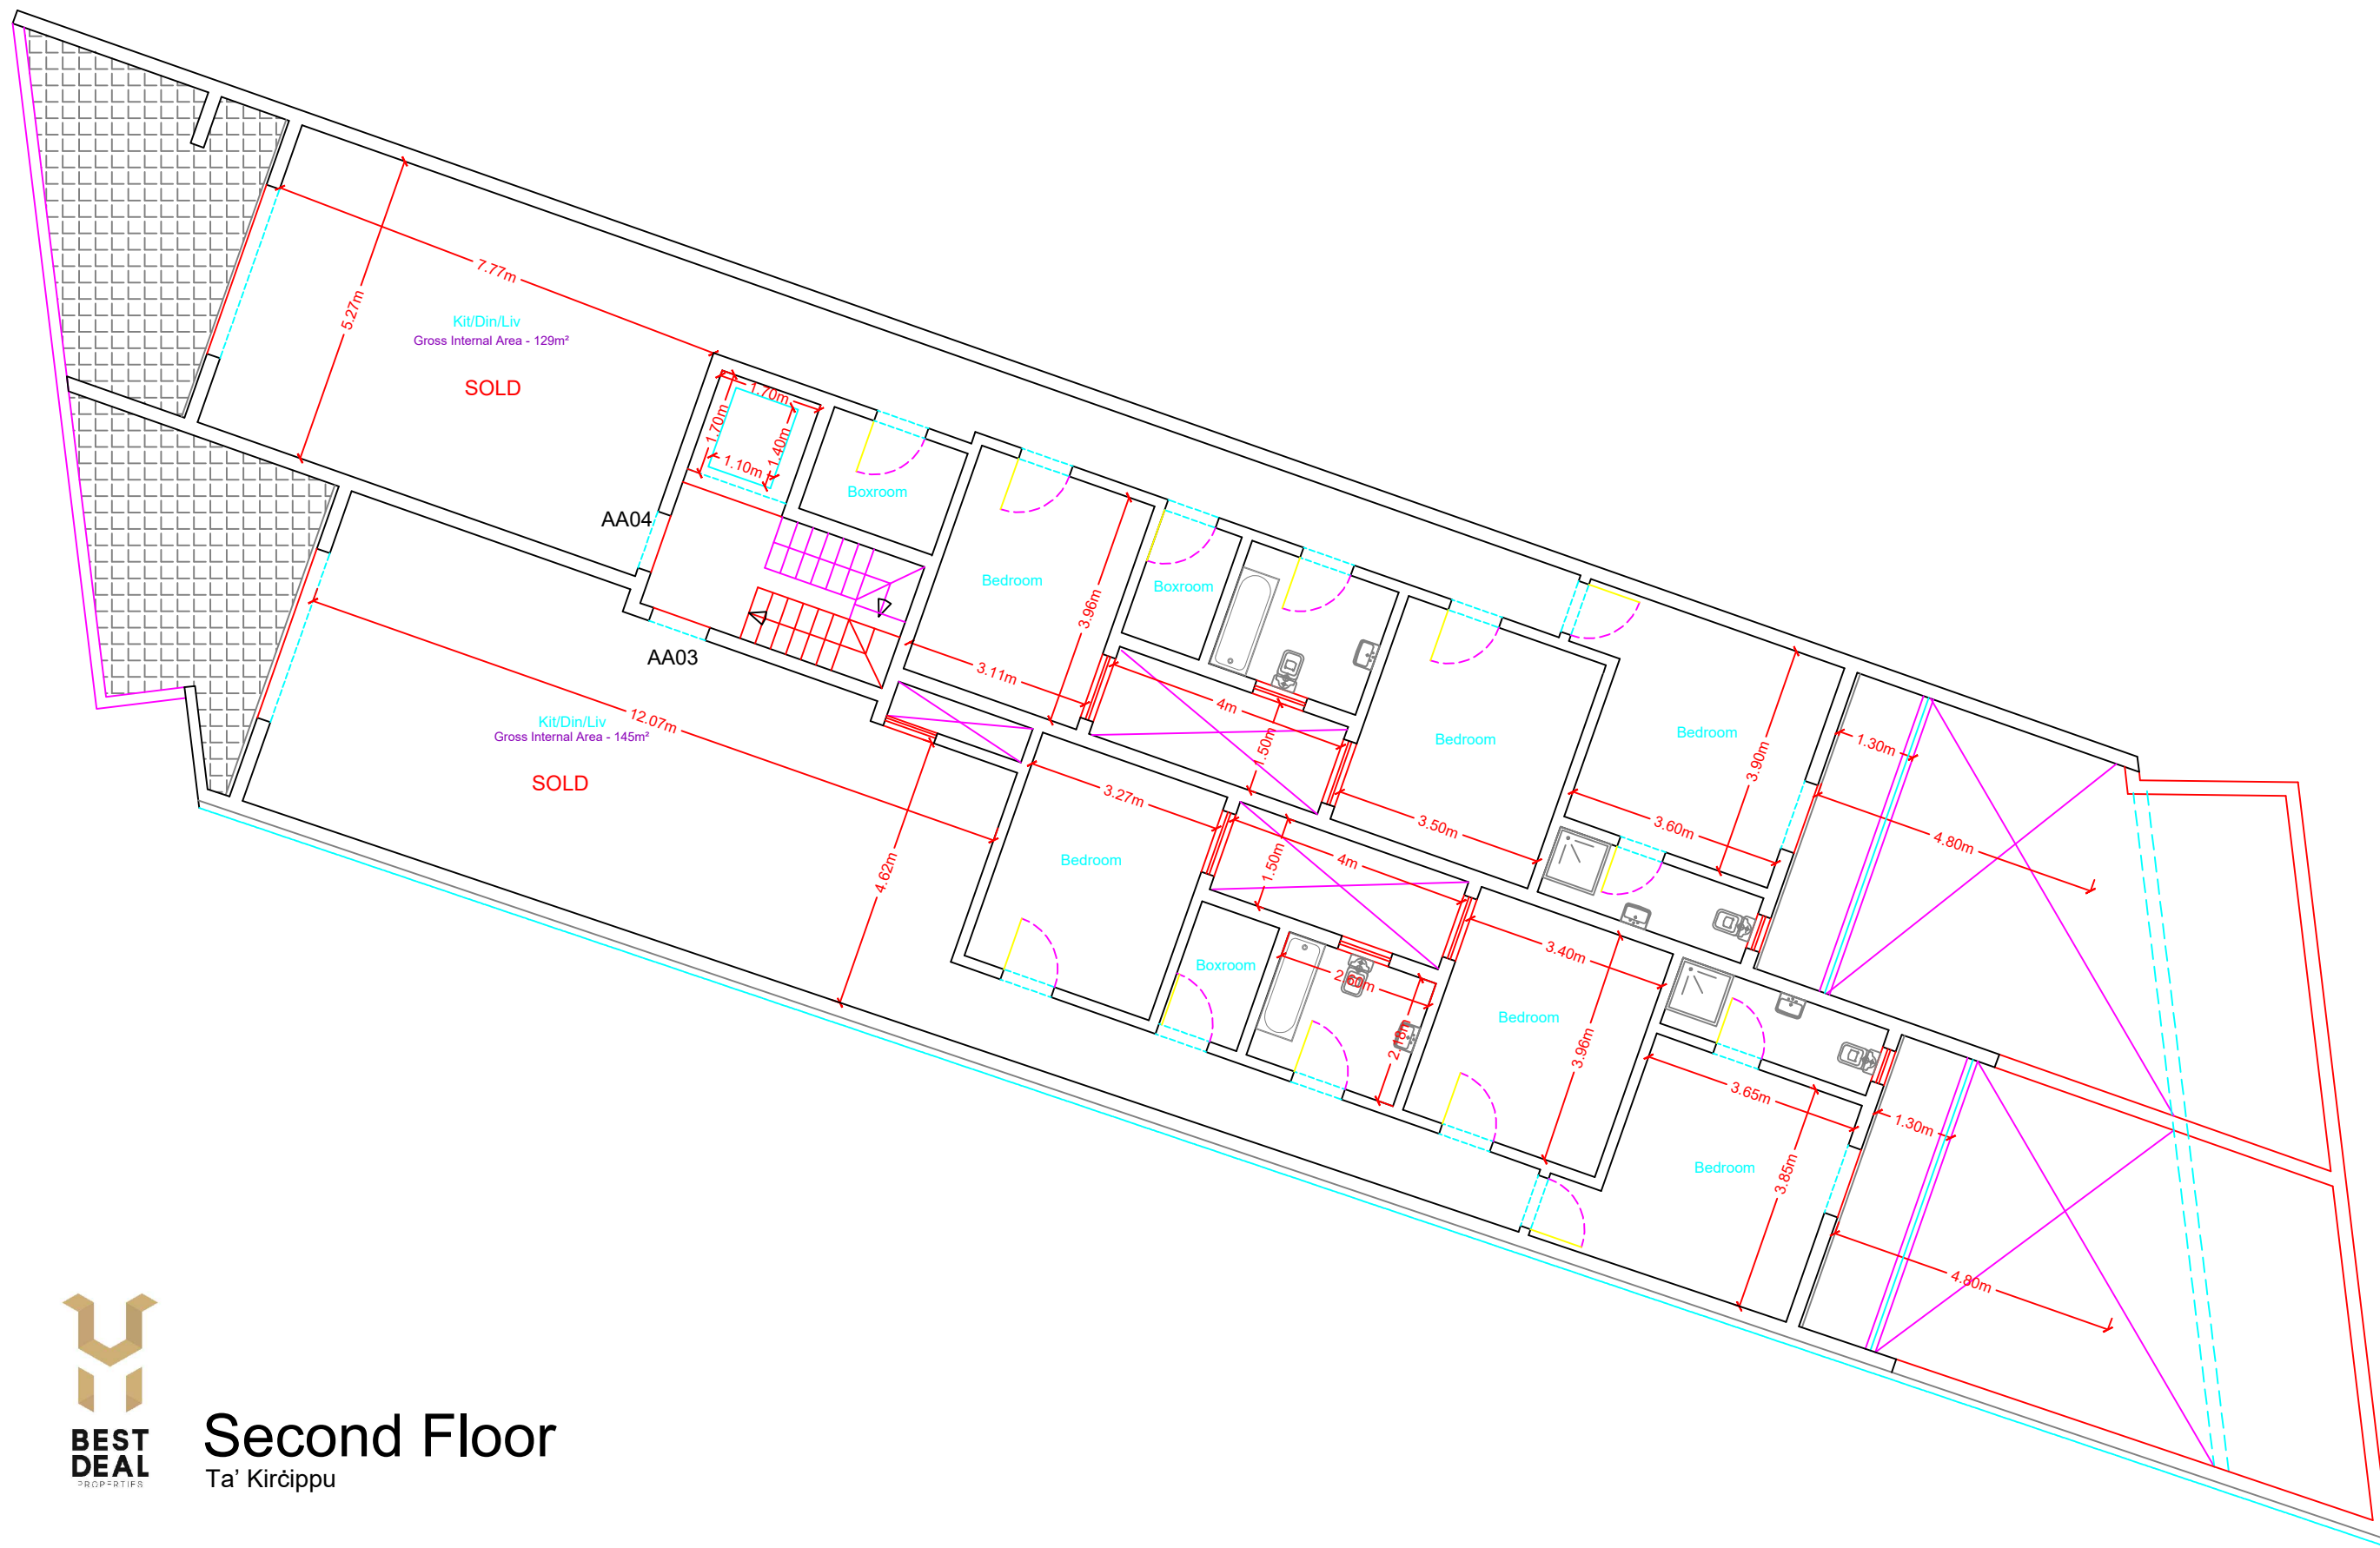 7.77m
5.27m
Kit/Din/Liv
Gross Internal Area - 129m²
SOLD
1.70m
1.70m
1.40m
1.10m
Boxroom
AA04
Bedroom
3.96m
3.11m
Boxroom
4m
1.50m
Bedroom
3.50m
Bedroom
3.90m
3.60m
1.30m
4.80m
AA03
Kit/Din/Liv
Gross Internal Area - 145m²
12.07m
SOLD
4.62m
3.27m
Bedroom
4m
1.50m
Boxroom
2.60m
2.18m
3.40m
Bedroom
3.96m
3.65m
Bedroom
3.85m
1.30m
4.80m
BEST
DEAL
PROPERTIES
Second Floor
Ta’ Kirċippu